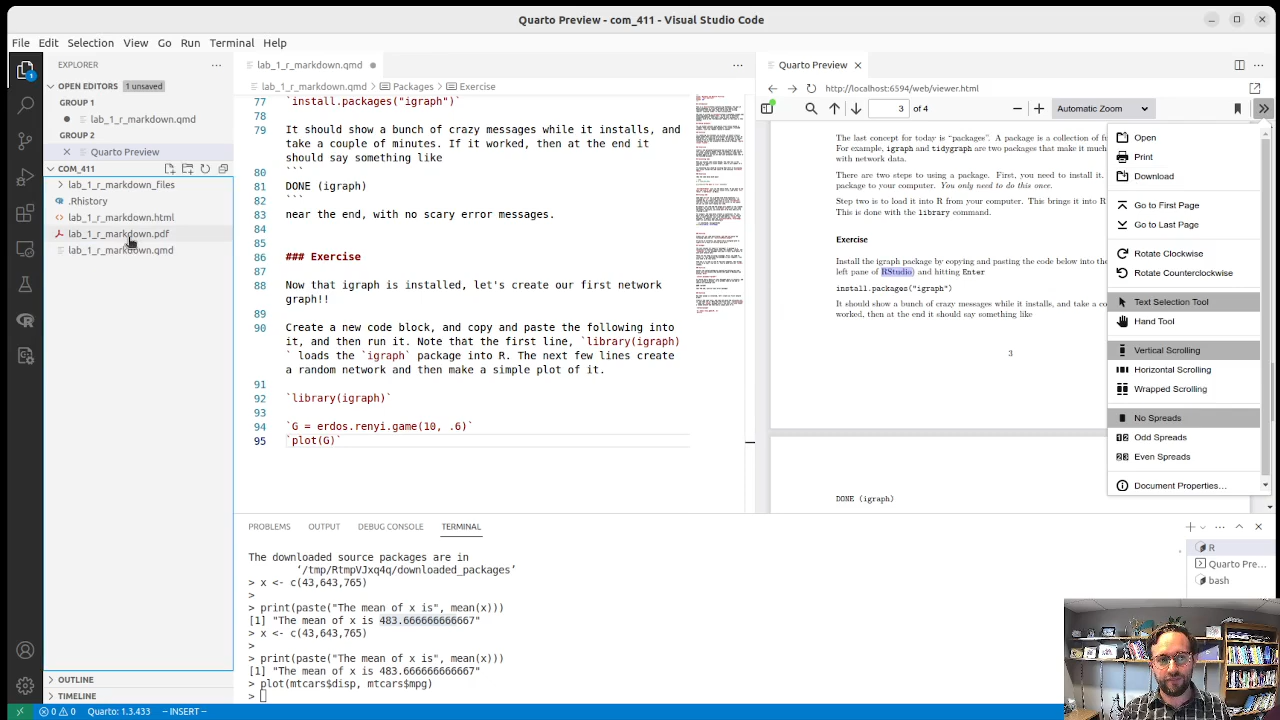 Quarto Preview - com_411 - Visual Studio Code
File Edit Selection View Go Run Terminal Help
EXPLORER
OPEN EDITORS 1 unsaved
GROUP 1
lab_1_r_markdown.qmd
GROUP 2
Quarto Preview
COM_411
lab_1_r_markdown_files
.Rhistory
lab_1_r_markdown.html
lab_1_r_markdown.pdf
lab_1_r_markdown.qmd
OUTLINE
TIMELINE
lab_1_r_markdown.qmd
lab_1_r_markdown.qmd > Packages > Exercise
77 `install.packages("igraph")`
78
79 It should show a bunch of crazy messages while it installs, and
take a couple of minutes. If it worked, then at the end it
should say something like
80 ```
81 DONE (igraph)
82 ```
83 near the end, with no scary error messages.
84
85
86 ### Exercise
87
88 Now that igraph is installed, let's create our first network
graph!!
89
90 Create a new code block, and copy and paste the following into
it, and then run it. Note that the first line, `library(igraph)
` loads the `igraph` package into R. The next few lines create
a random network and then make a simple plot of it.
91
92 `library(igraph)`
93
94 `G = erdos.renyi.game(10, .6)`
95 `plot(G)`
Quarto Preview
http://localhost:6594/web/viewer.html
3 of 4
Automatic Zoom
The last concept for today is "packages". A package is a collection of fu
For example, igraph and tidygraph are two packages that make it much
with network data.
There are two steps to using a package. First, you need to install it.
package to your computer. You only need to do this once.
Step two is to load it into R from your computer. This brings it into R
This is done with the library command.
Exercise
Install the igraph package by copying and pasting the code below into the
left pane of RStudio) and hitting Enter
install.packages("igraph")
It should show a bunch of crazy messages while it installs, and take a co
worked, then at the end it should say something like
3
DONE (igraph)
Print
Download
Go to First Page
Go to Last Page
Rotate Clockwise
Rotate Counterclockwise
Text Selection Tool
Hand Tool
Vertical Scrolling
Horizontal Scrolling
Wrapped Scrolling
No Spreads
Odd Spreads
Even Spreads
Document Properties…
PROBLEMS OUTPUT DEBUG CONSOLE TERMINAL
The downloaded source packages are in
‘/tmp/RtmpVJxq4q/downloaded_packages’
> x <- c(43,643,765)
>
> print(paste("The mean of x is", mean(x)))
[1] "The mean of x is 483.666666666667"
> x <- c(43,643,765)
>
> print(paste("The mean of x is", mean(x)))
[1] "The mean of x is 483.666666666667"
> plot(mtcars$disp, mtcars$mpg)
>
R
Quarto Pre...
bash
0 0 Quarto: 1.3.433 -- INSERT --